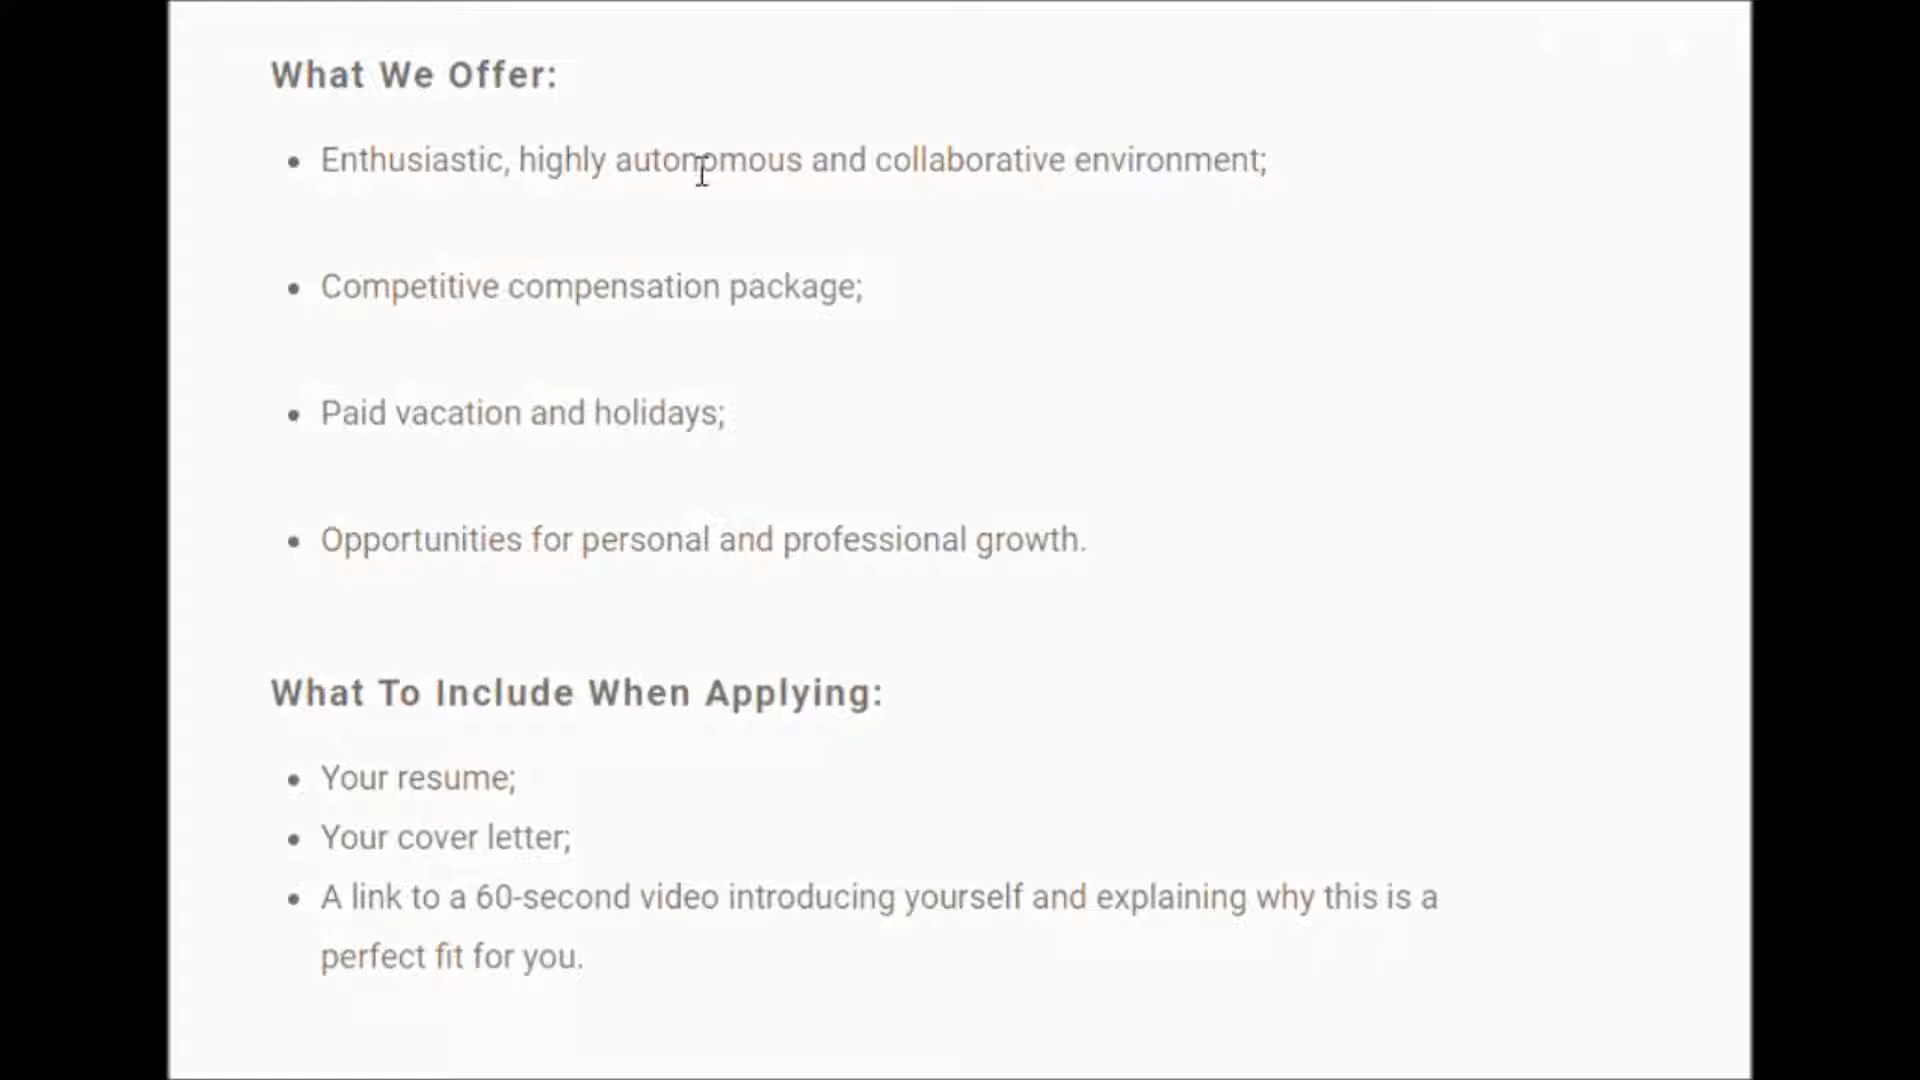 What We Offer:
Enthusiastic, highly autonomous and collaborative environment;
Competitive compensation package;
Paid vacation and holidays;
Opportunities for personal and professional growth.
What To Include When Applying:
Your resume;
Your cover letter;
A link to a 60-second video introducing yourself and explaining why this is a
perfect fit for you.